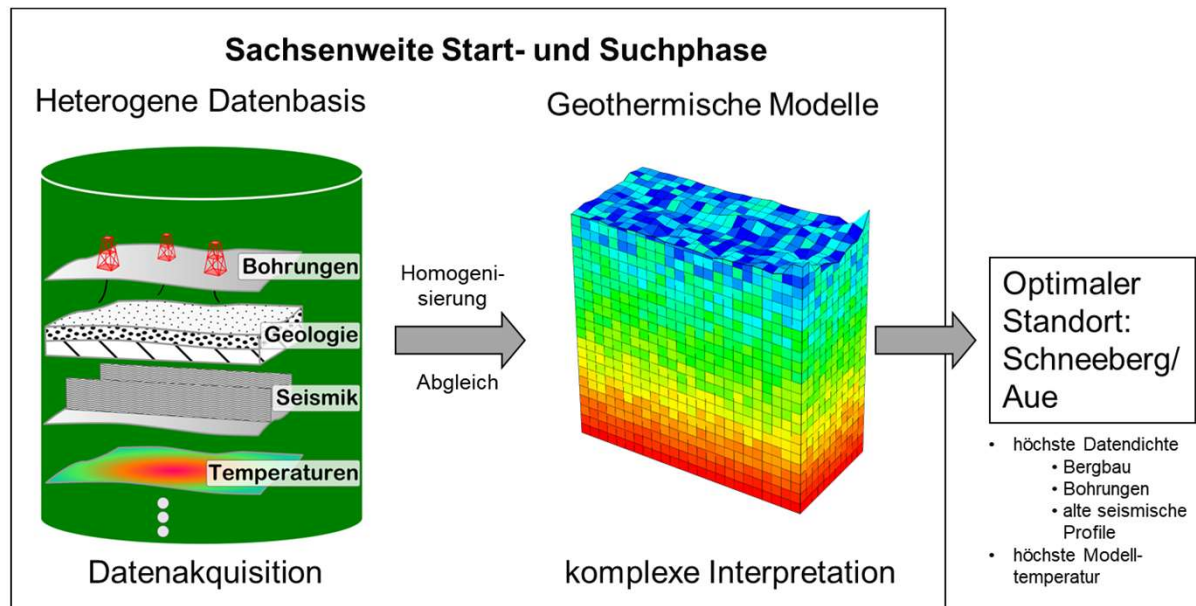 Sachsenweite Start- und Suchphase
Heterogene Datenbasis
Geothermische Modelle
Bohrungen
Geologie
Seismik
Temperaturen
Datenakquisition
Homogeni-
sierung
Abgleich
komplexe Interpretation
Optimaler
Standort:
Schneeberg/
Aue
• höchste Datendichte
• Bergbau
• Bohrungen
• alte seismische
Profile
• höchste Modell-
temperatur